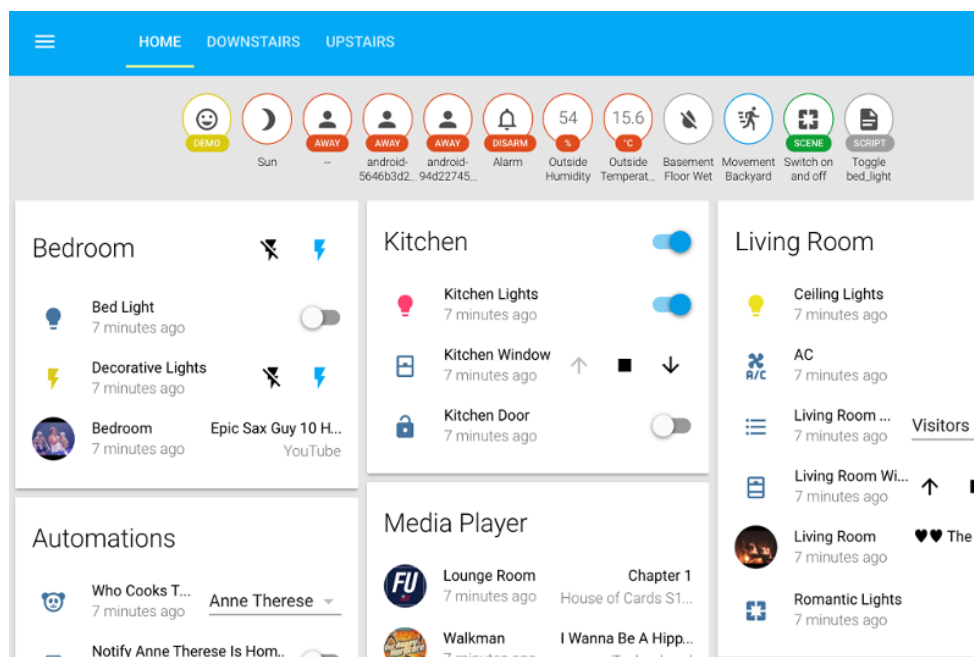 HOME DOWNSTAIRS UPSTAIRS
54 15.6
DEMO AWAY AWAY AWAY DISARM % °C SCENE SCRIPT
Sun -- android- android- Alarm Outside Outside Basement Movement Switch on Toggle
5646b3d2... 94d22745... Humidity Temperat... Floor Wet Backyard and off bed_light
Bedroom
Bed Light
7 minutes ago
Decorative Lights
7 minutes ago
Bedroom Epic Sax Guy 10 H...
7 minutes ago YouTube
Automations
Who Cooks T...
7 minutes ago Anne Therese
Notify Anne Therese Is Hom..
Kitchen
Kitchen Lights
7 minutes ago
Kitchen Window
7 minutes ago
Kitchen Door
7 minutes ago
Media Player
FU
Lounge Room Chapter 1
7 minutes ago House of Cards S1...
Walkman I Wanna Be A Hipp...
7 minutes ago
Living Room
Ceiling Lights
7 minutes ago
A/C
AC
7 minutes ago
Living Room ... Visitors
7 minutes ago
Living Room Wi...
7 minutes ago
Living Room ♥♥ The
7 minutes ago
Romantic Lights
7 minutes ago